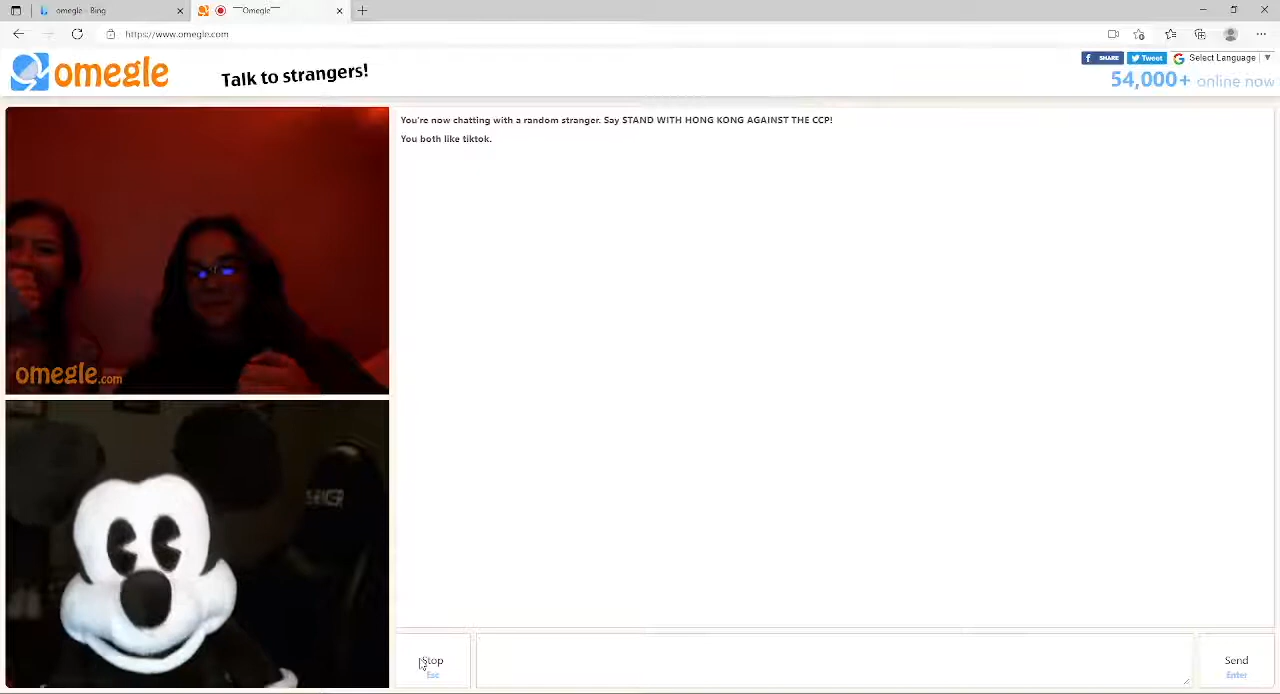 omegle - Bing
Omegle
https://www.omegle.com
omegle
Talk to strangers!
SHARE
Tweet
Select Language
54,000+ online now
You're now chatting with a random stranger. Say STAND WITH HONG KONG AGAINST THE CCP!
You both like tiktok.
omegle.com
Stop
Esc
Send
Enter